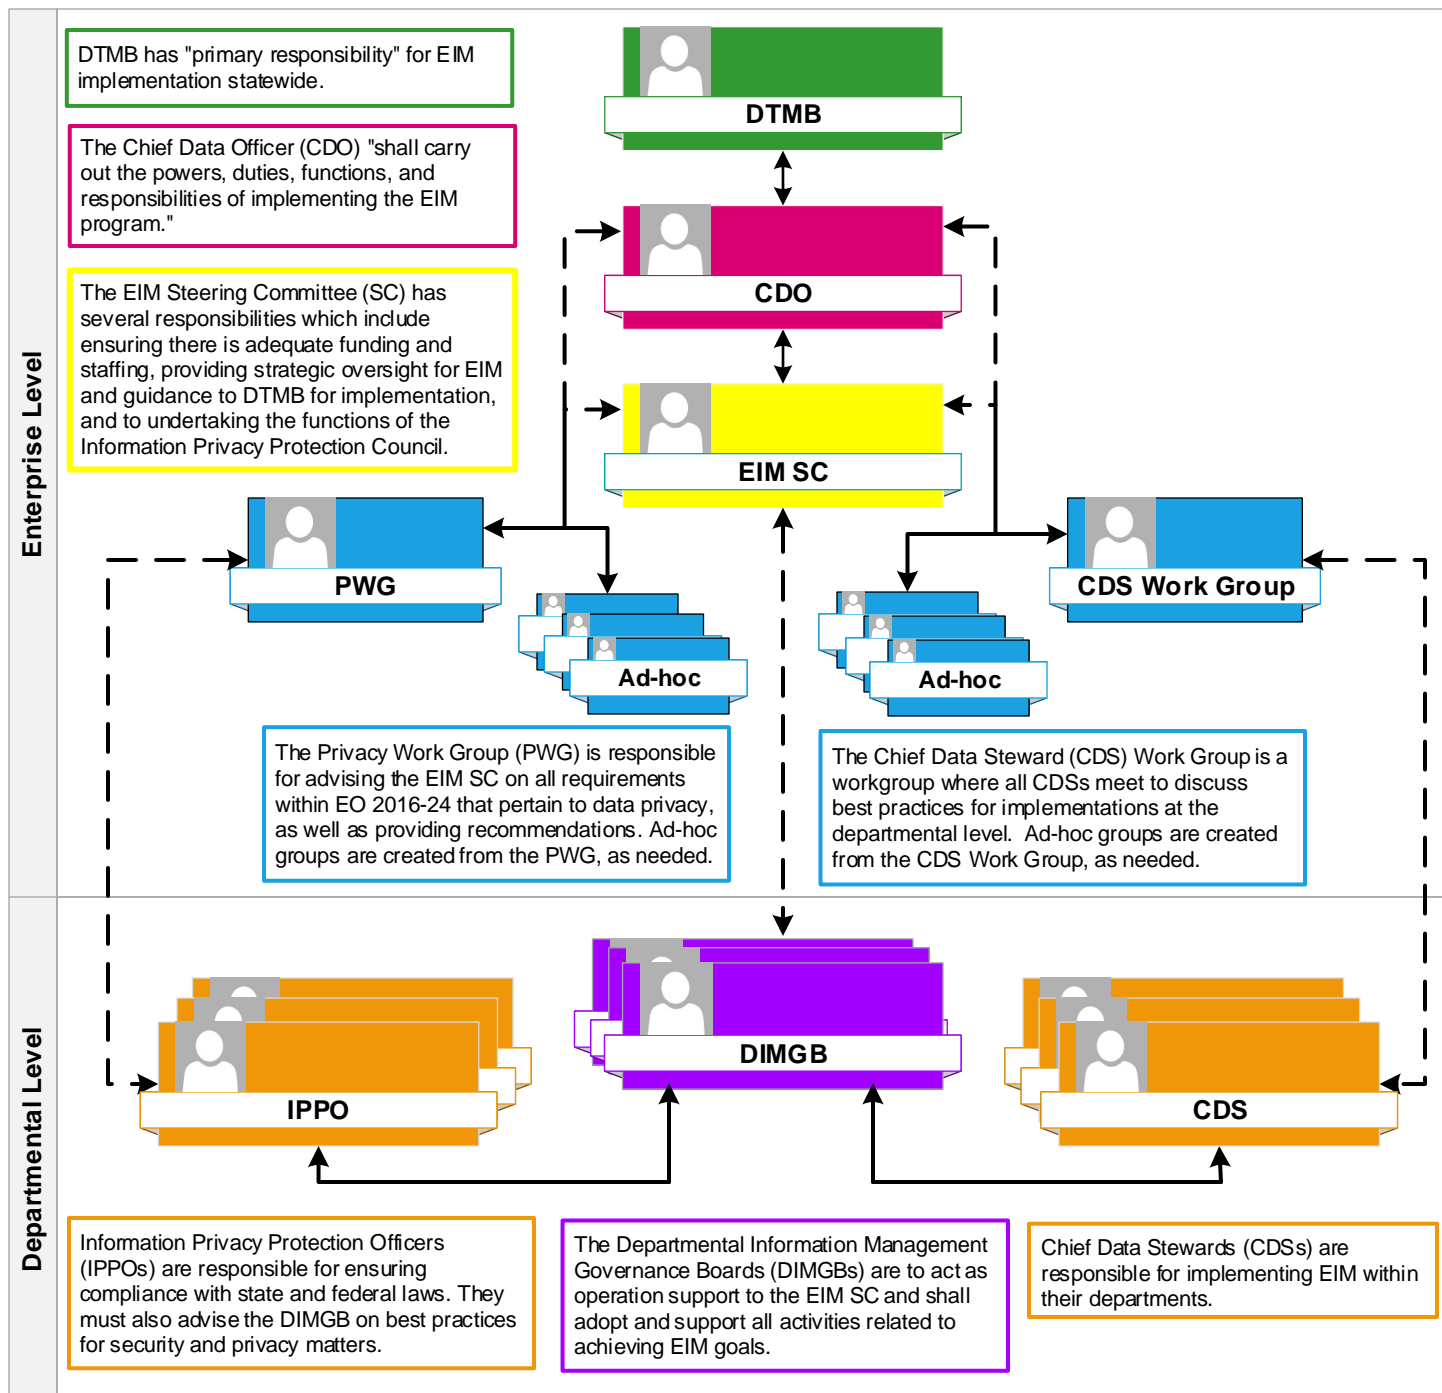 Enterprise Level
DTMB has "primary responsibility" for EIM
implementation statewide.
DTMB
The Chief Data Officer (CDO) "shall carry
out the powers, duties, functions, and
responsibilities of implementing the EIM
program."
CDO
The EIM Steering Committee (SC) has
several responsibilities which include
ensuring there is adequate funding and
staffing, providing strategic oversight for EIM
and guidance to DTMB for implementation,
and to undertaking the functions of the
Information Privacy Protection Council.
EIM SC
PWG
CDS Work Group
Ad-hoc
Ad-hoc
The Privacy Work Group (PWG) is responsible
for advising the EIM SC on all requirements
within EO 2016-24 that pertain to data privacy,
as well as providing recommendations. Ad-hoc
groups are created from the PWG, as needed.
The Chief Data Steward (CDS) Work Group is a
workgroup where all CDSs meet to discuss
best practices for implementations at the
departmental level. Ad-hoc groups are created
from the CDS Work Group, as needed.
Departmental Level
IPPO
DIMGB
CDS
Information Privacy Protection Officers
(IPPOs) are responsible for ensuring
compliance with state and federal laws. They
must also advise the DIMGB on best practices
for security and privacy matters.
The Departmental Information Management
Governance Boards (DIMGBs) are to act as
operation support to the EIM SC and shall
adopt and support all activities related to
achieving EIM goals.
Chief Data Stewards (CDSs) are
responsible for implementing EIM within
their departments.